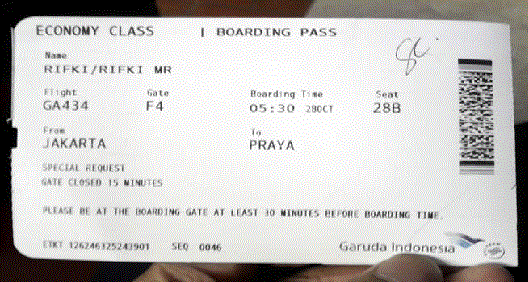 ECONOMY CLASS | BOARDING PASS
Name
RIFKI/RIFKI MR
Flight Gate Boarding Time Seat
GA434 F4 05:30 28OCT 28B
From To
JAKARTA PRAYA
SPECIAL REQUEST
GATE CLOSED 15 MINUTES
PLEASE BE AT THE BOARDING GATE AT LEAST 30 MINUTES BEFORE BOARDING TIME.
ETKT 126246325243901 SEQ 0046
Garuda Indonesia